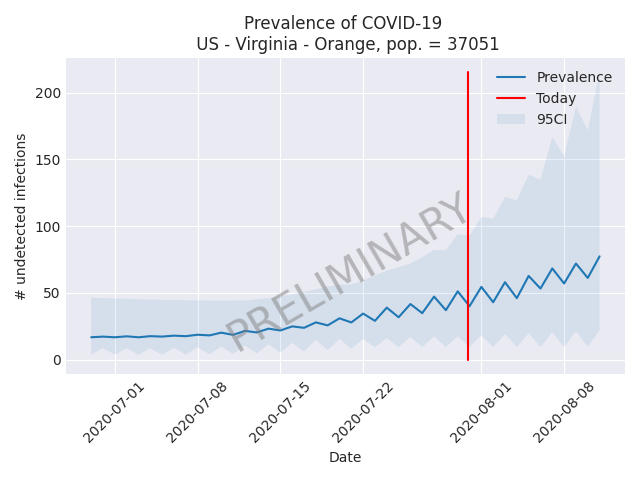 Prevalence of COVID-19
US - Virginia - Orange, pop. = 37051
Prevalence
Today
95CI
PRELIMINARY
# undetected infections
200
150
100
50
0
2020-07-01
2020-07-08
2020-07-15
2020-07-22
2020-08-01
2020-08-08
Date